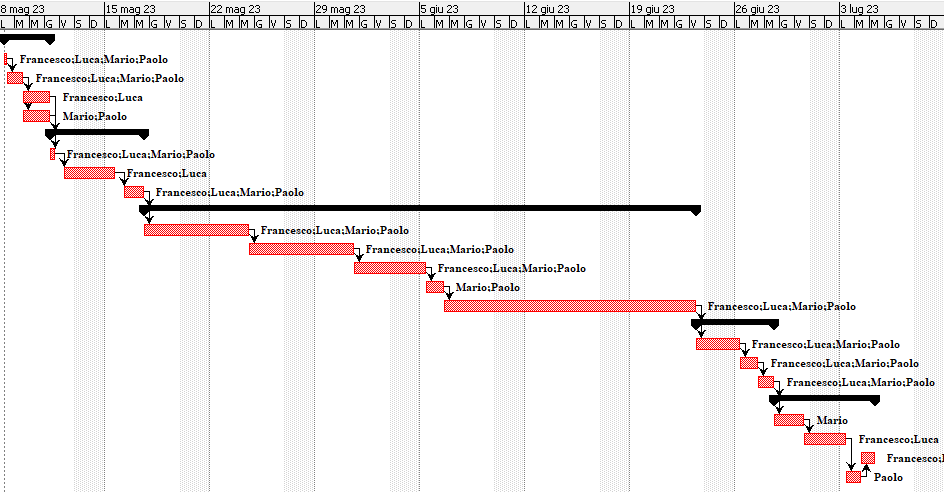 8 mag 23 15 mag 23 22 mag 23 29 mag 23 5 giu 23 12 giu 23 19 giu 23 26 giu 23 3 lug 23
L M M G V S D L M M G V S D L M M G V S D L M M G V S D L M M G V S D L M M G V S D L M M G V S D L M M G V S D L M M G V S D
Francesco;Luca;Mario;Paolo
Francesco;Luca;Mario;Paolo
Francesco;Luca
Mario;Paolo
Francesco;Luca;Mario;Paolo
Francesco;Luca
Francesco;Luca;Mario;Paolo
Francesco;Luca;Mario;Paolo
Francesco;Luca;Mario;Paolo
Francesco;Luca;Mario;Paolo
Mario;Paolo
Francesco;Luca;Mario;Paolo
Francesco;Luca;Mario;Paolo
Francesco;Luca;Mario;Paolo
Francesco;Luca;Mario;Paolo
Mario
Francesco;Luca
Francesco;
Paolo